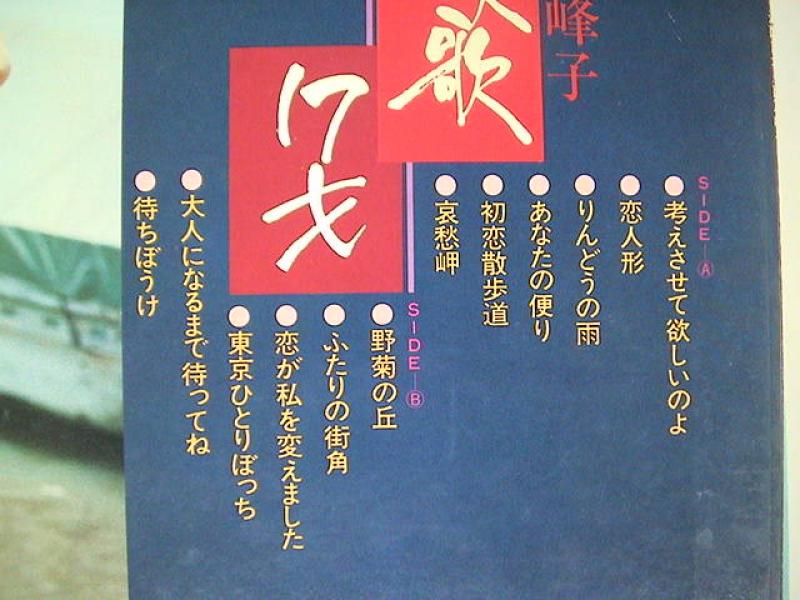 峰子
歌
17才
SIDE—Ⓐ
●考えさせて欲しいのよ
●恋人形
●りんどうの雨
●あなたの便り
●初恋散歩道
●哀愁岬
SIDE—Ⓑ
●野菊の丘
●ふたりの街角
●恋が私を変えました
●東京ひとりぼっち
●大人になるまで待ってね
●待ちぼうけ